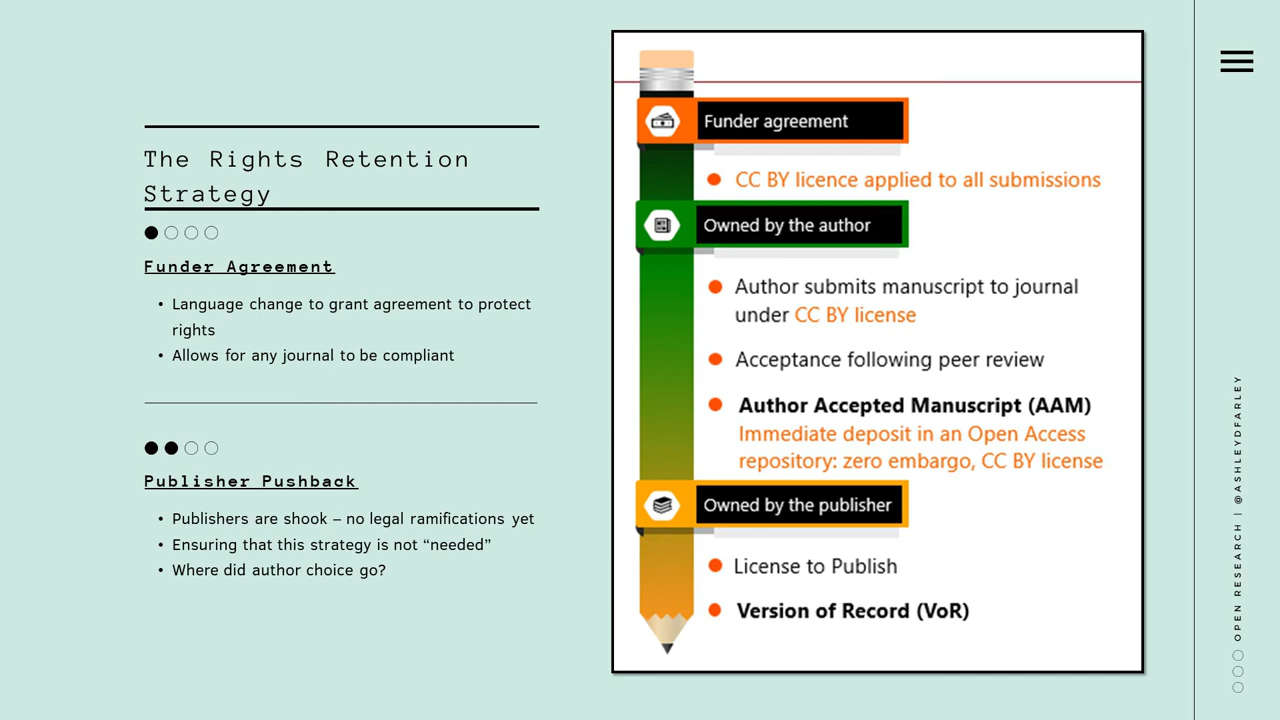 The Rights Retention
Strategy
Funder Agreement
• Language change to grant agreement to protect
rights
• Allows for any journal to be compliant
Publisher Pushback
• Publishers are shook – no legal ramifications yet
• Ensuring that this strategy is not “needed”
• Where did author choice go?
Funder agreement
CC BY licence applied to all submissions
Owned by the author
Author submits manuscript to journal
under CC BY license
Acceptance following peer review
Author Accepted Manuscript (AAM)
Immediate deposit in an Open Access
repository: zero embargo, CC BY license
Owned by the publisher
License to Publish
Version of Record (VoR)
OPEN RESEARCH | @ASHLEYDFARLEY